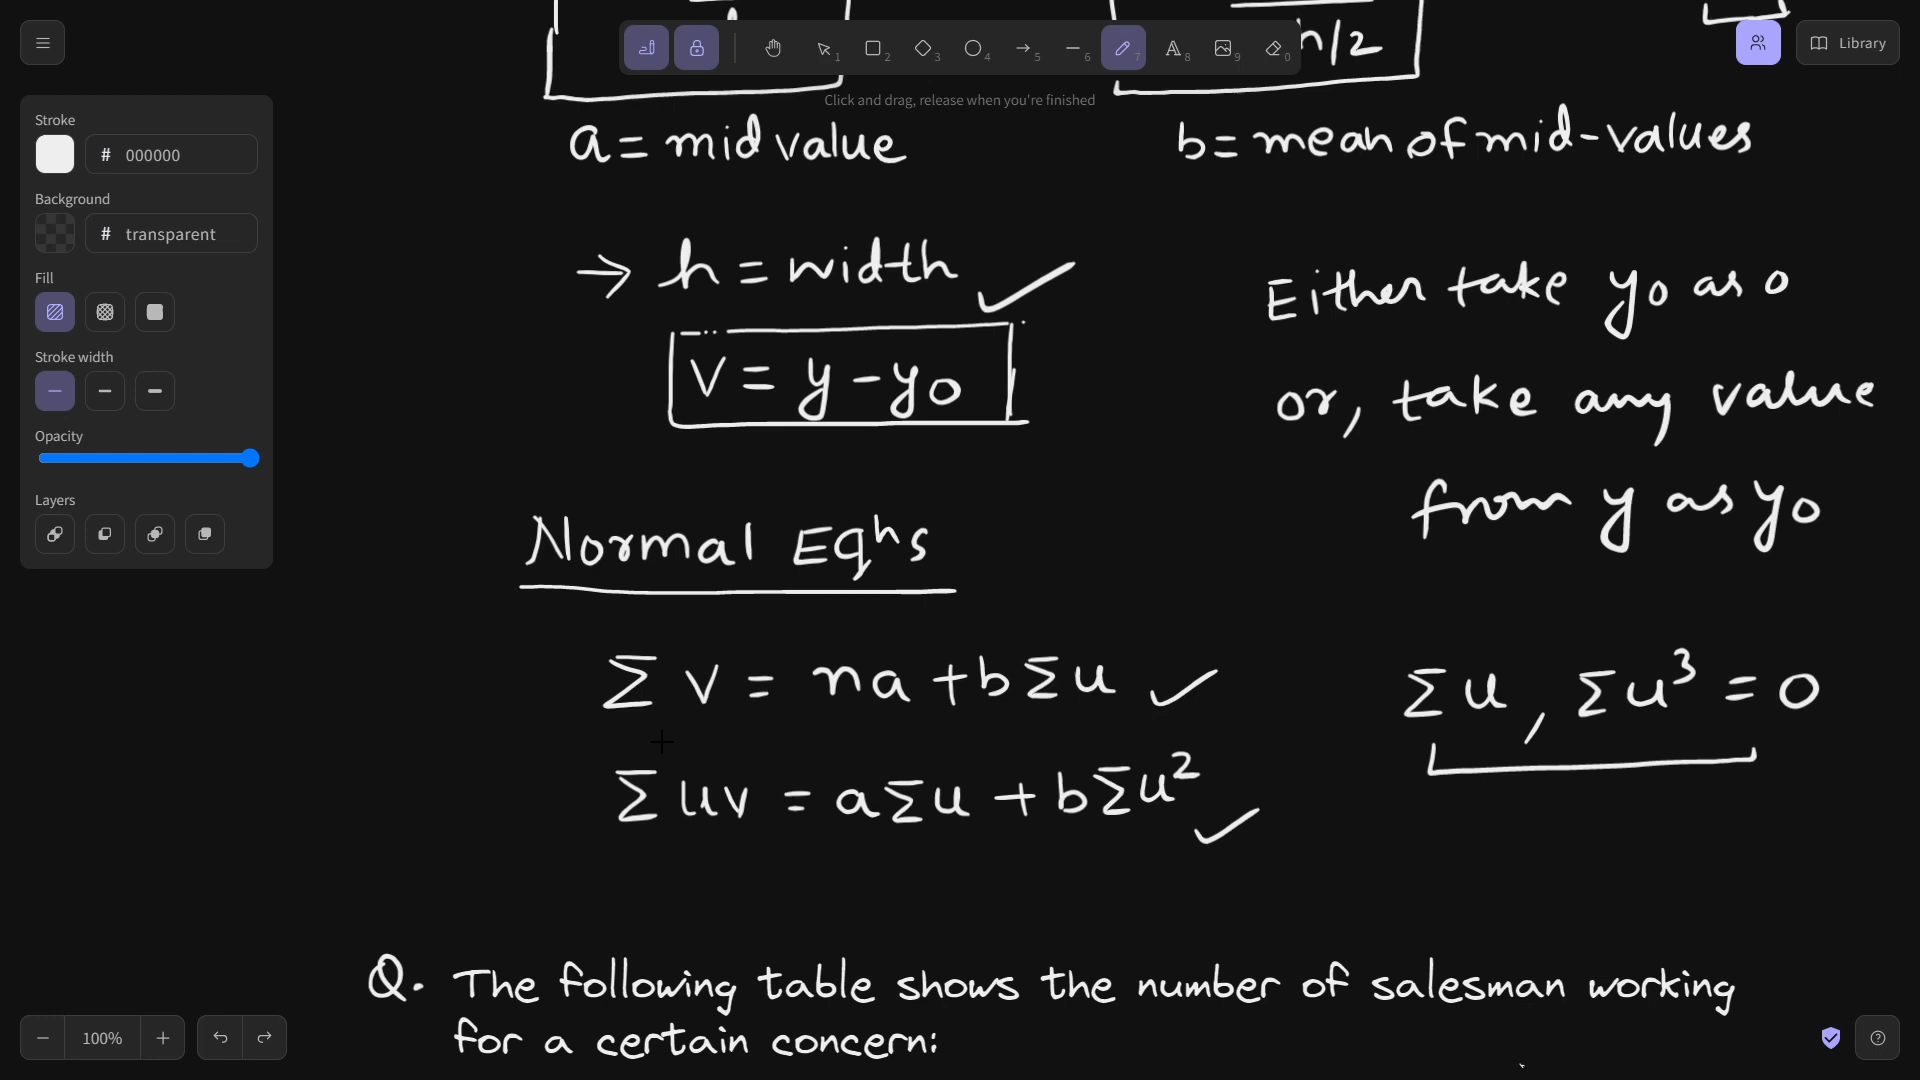 Library
h/2
Click and drag, release when you're finished
Stroke
# 000000
Background
# transparent
Fill
Stroke width
Opacity
Layers
a = mid value
b = mean of mid-values
→ h = width ✓
V = y - y0
Either take y0 as 0
or, take any value
from y as y0
Normal Eqns
Σ v = na + bΣu ✓
Σu, Σu³ = 0
Σ uv = aΣu + bΣu² ✓
Q. The following table shows the number of salesman working
for a certain concern:
100%